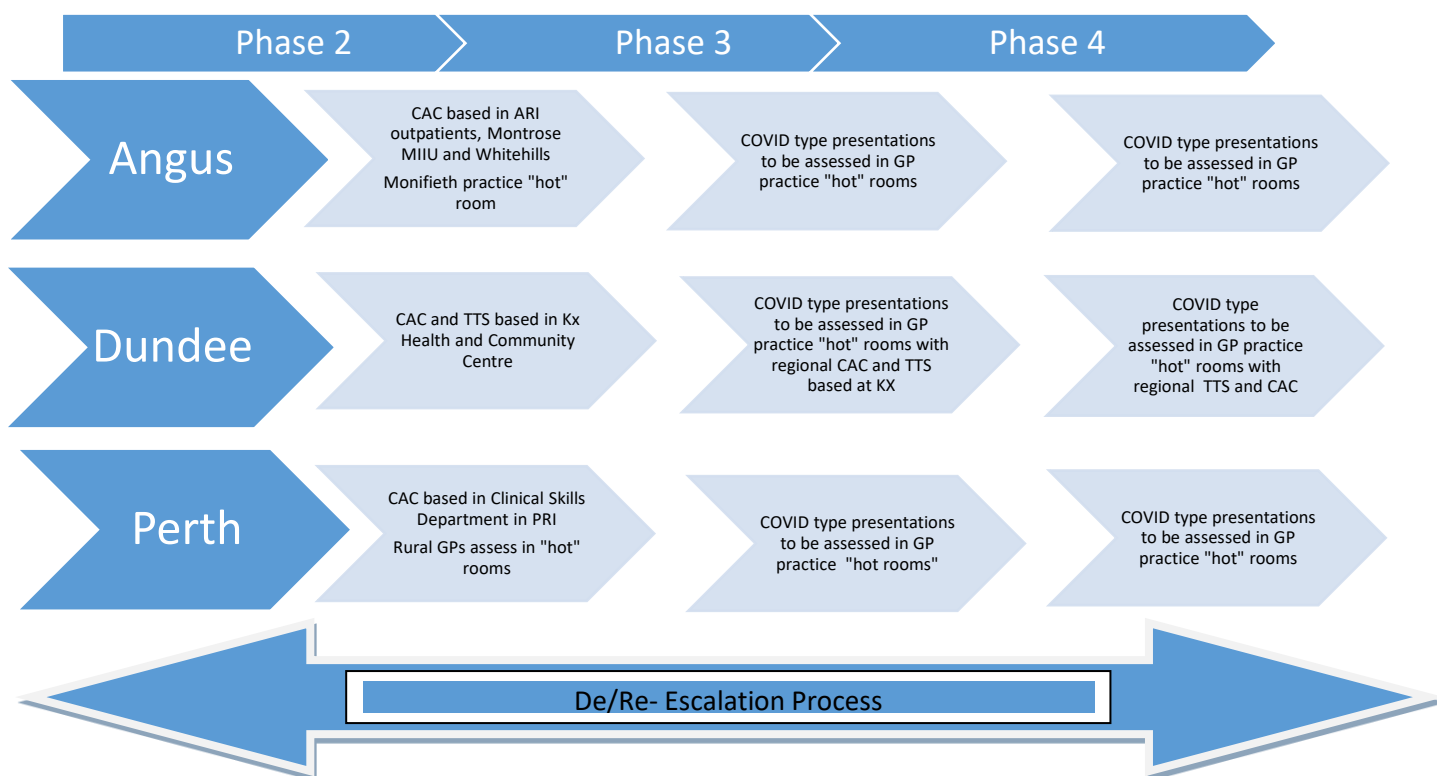 Phase 2
Phase 3
Phase 4
Angus
CAC based in ARI
outpatients, Montrose
MIIU and Whitehills
Monifieth practice "hot"
room
COVID type presentations
to be assessed in GP
practice "hot" rooms
COVID type presentations
to be assessed in GP
practice "hot" rooms
Dundee
CAC and TTS based in Kx
Health and Community
Centre
COVID type presentations
to be assessed in GP
practice "hot" rooms with
regional CAC and TTS
based at KX
COVID type
presentations to be
assessed in GP practice
"hot" rooms with
regional TTS and CAC
Perth
CAC based in Clinical Skills
Department in PRI
Rural GPs assess in "hot"
rooms
COVID type presentations
to be assessed in GP
practice "hot rooms"
COVID type presentations
to be assessed in GP
practice "hot" rooms
De/Re- Escalation Process